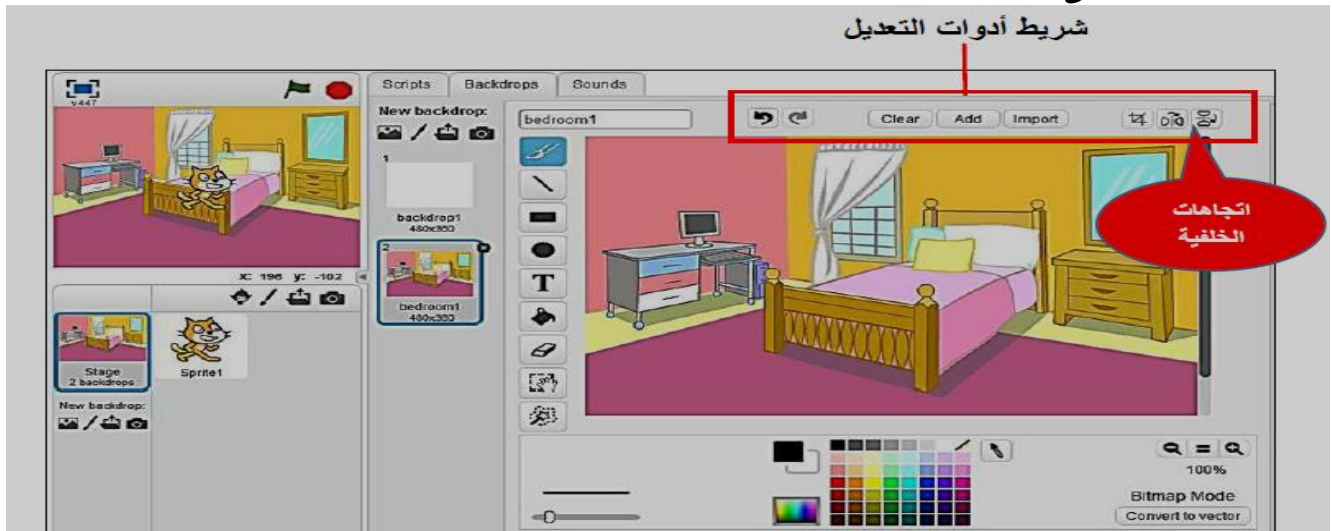 شريط أدوات التعديل
v447
Scripts Backdrops Sounds
New backdrop:
bedroom1
Clear Add Import
1
backdrop1
480x360
2
bedroom1
480x360
اتجاهات
الخلفية
T
X: 196 y: -102
Stage
2 backdrops
Sprite1
New backdrop:
100%
Bitmap Mode
Convert to vector